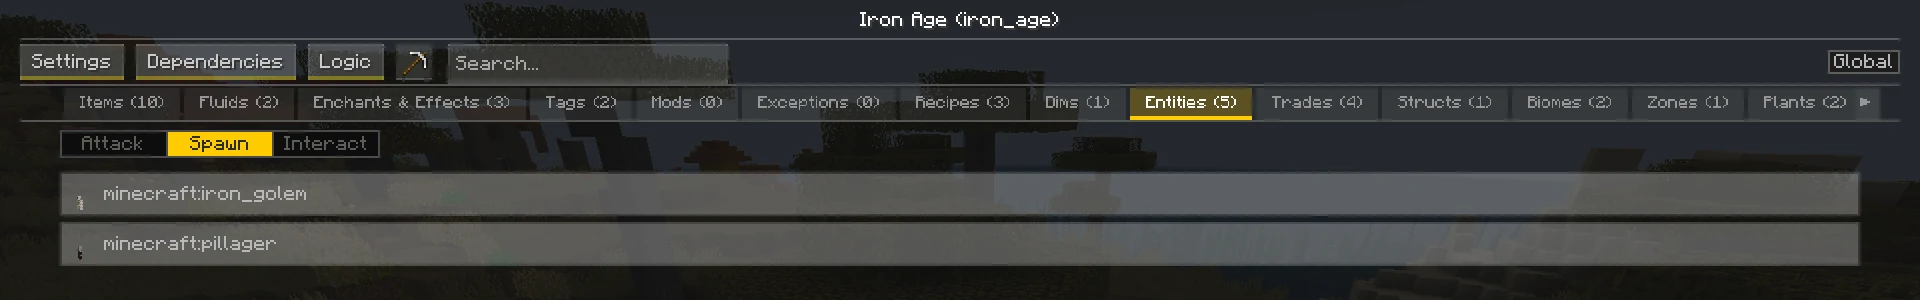 Iron Age (iron_age)
Settings Dependencies Logic Search... Global
Items (10) Fluids (2) Enchants & Effects (3) Tags (2) Mods (0) Exceptions (0) Recipes (3) Dims (1) Entities (5) Trades (4) Structs (1) Biomes (2) Zones (1) Plants (2) ►
Attack Spawn Interact
minecraft:iron_golem
minecraft:pillager